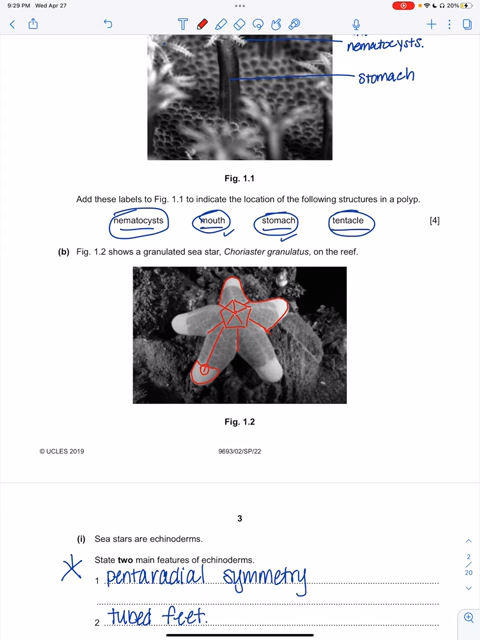 9:29 PM Wed Apr 27
20%
nematocysts.
stomach
Fig. 1.1
Add these labels to Fig. 1.1 to indicate the location of the following structures in a polyp.
nematocysts mouth stomach tentacle [4]
(b) Fig. 1.2 shows a granulated sea star, Choriaster granulatus, on the reef.
Fig. 1.2
© UCLES 2019 9693/02/SP/22
3
(i) Sea stars are echinoderms.
State two main features of echinoderms.
1 pentaradial symmetry
2 tubed feet.
2
20